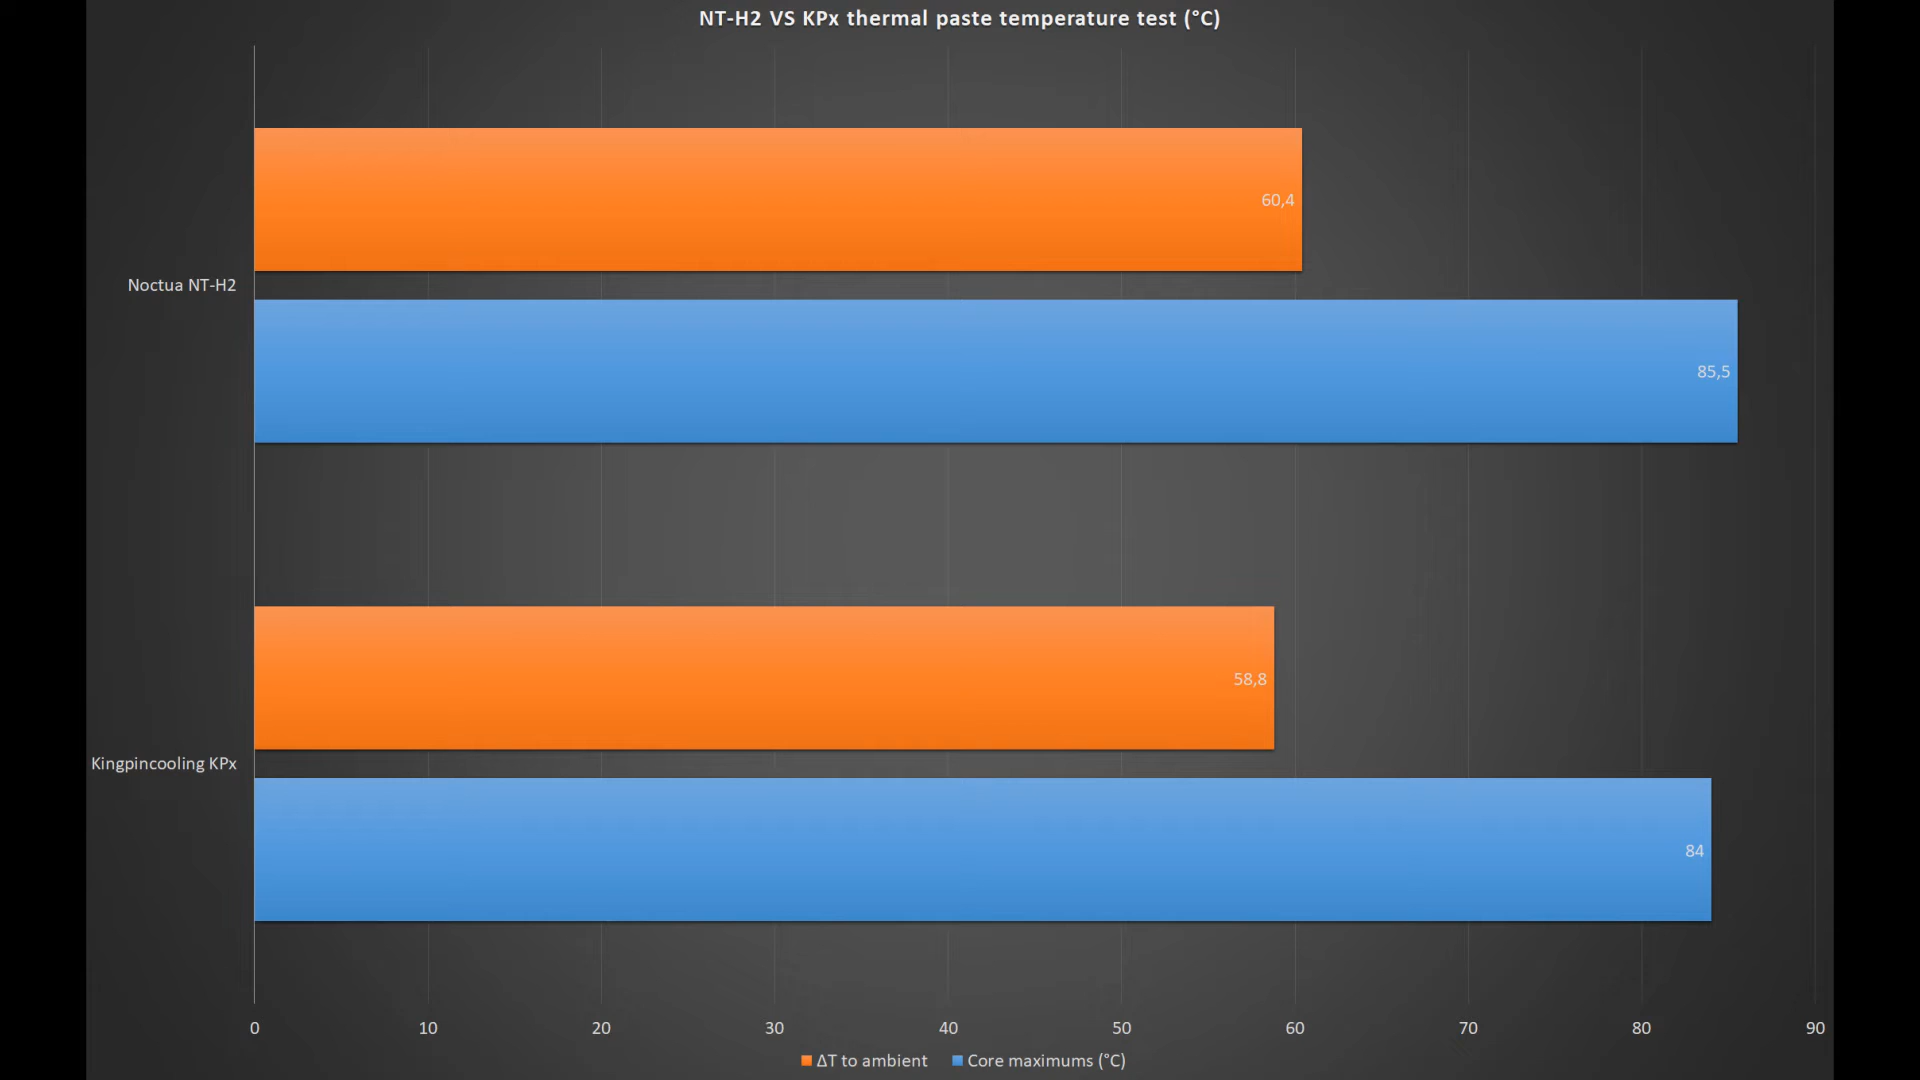 NT-H2 VS KPx thermal paste temperature test (°C)
60,4
Noctua NT-H2
85,5
58,8
Kingpincooling KPx
84
0 10 20 30 40 50 60 70 80 90
ΔT to ambient Core maximums (°C)